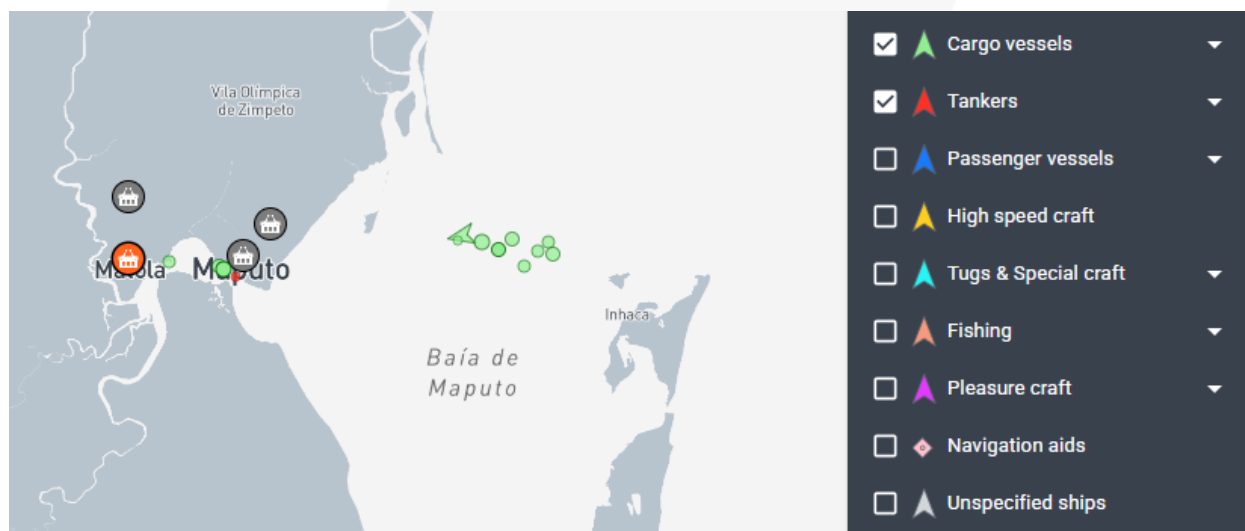 Vila Olímpica
de Zimpeto
Matola
Maputo
Inhaca
Baía de
Maputo
Cargo vessels
Tankers
Passenger vessels
High speed craft
Tugs & Special craft
Fishing
Pleasure craft
Navigation aids
Unspecified ships